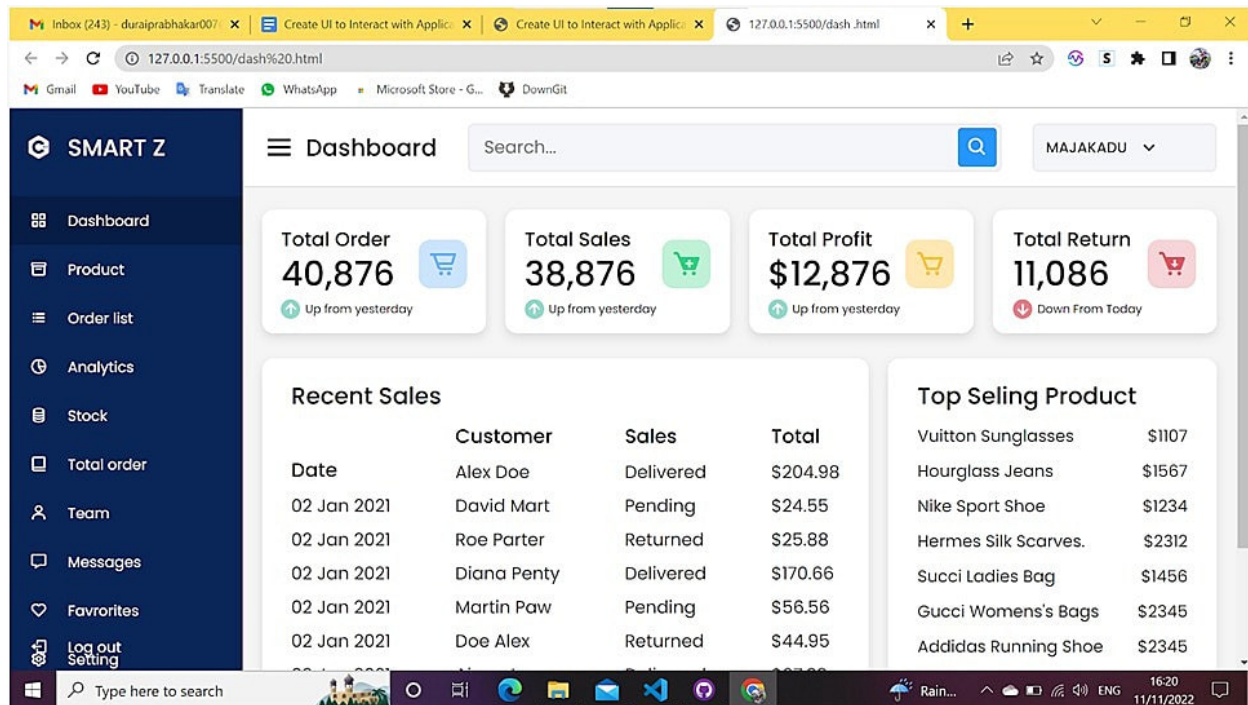 Inbox (243) - duraiprabhakar007
Create UI to Interact with Applica
Create UI to Interact with Applica
127.0.0.1:5500/dash .html
127.0.0.1:5500/dash%20.html
S
Gmail YouTube Translate WhatsApp Microsoft Store - G... DownGit
SMART Z
Dashboard
Search...
MAJAKADU
Dashboard
Product
Order list
Analytics
Stock
Total order
Team
Messages
Favrorites
Log out
Setting
Total Order
40,876
Up from yesterday
Total Sales
38,876
Up from yesterday
Total Profit
$12,876
Up from yesterday
Total Return
11,086
Down From Today
Recent Sales
Customer Sales Total
Date Alex Doe Delivered $204.98
02 Jan 2021 David Mart Pending $24.55
02 Jan 2021 Roe Parter Returned $25.88
02 Jan 2021 Diana Penty Delivered $170.66
02 Jan 2021 Martin Paw Pending $56.56
02 Jan 2021 Doe Alex Returned $44.95
Top Seling Product
Vuitton Sunglasses $1107
Hourglass Jeans $1567
Nike Sport Shoe $1234
Hermes Silk Scarves. $2312
Succi Ladies Bag $1456
Gucci Womens's Bags $2345
Addidas Running Shoe $2345
Type here to search
Rain...
ENG
16:20
11/11/2022